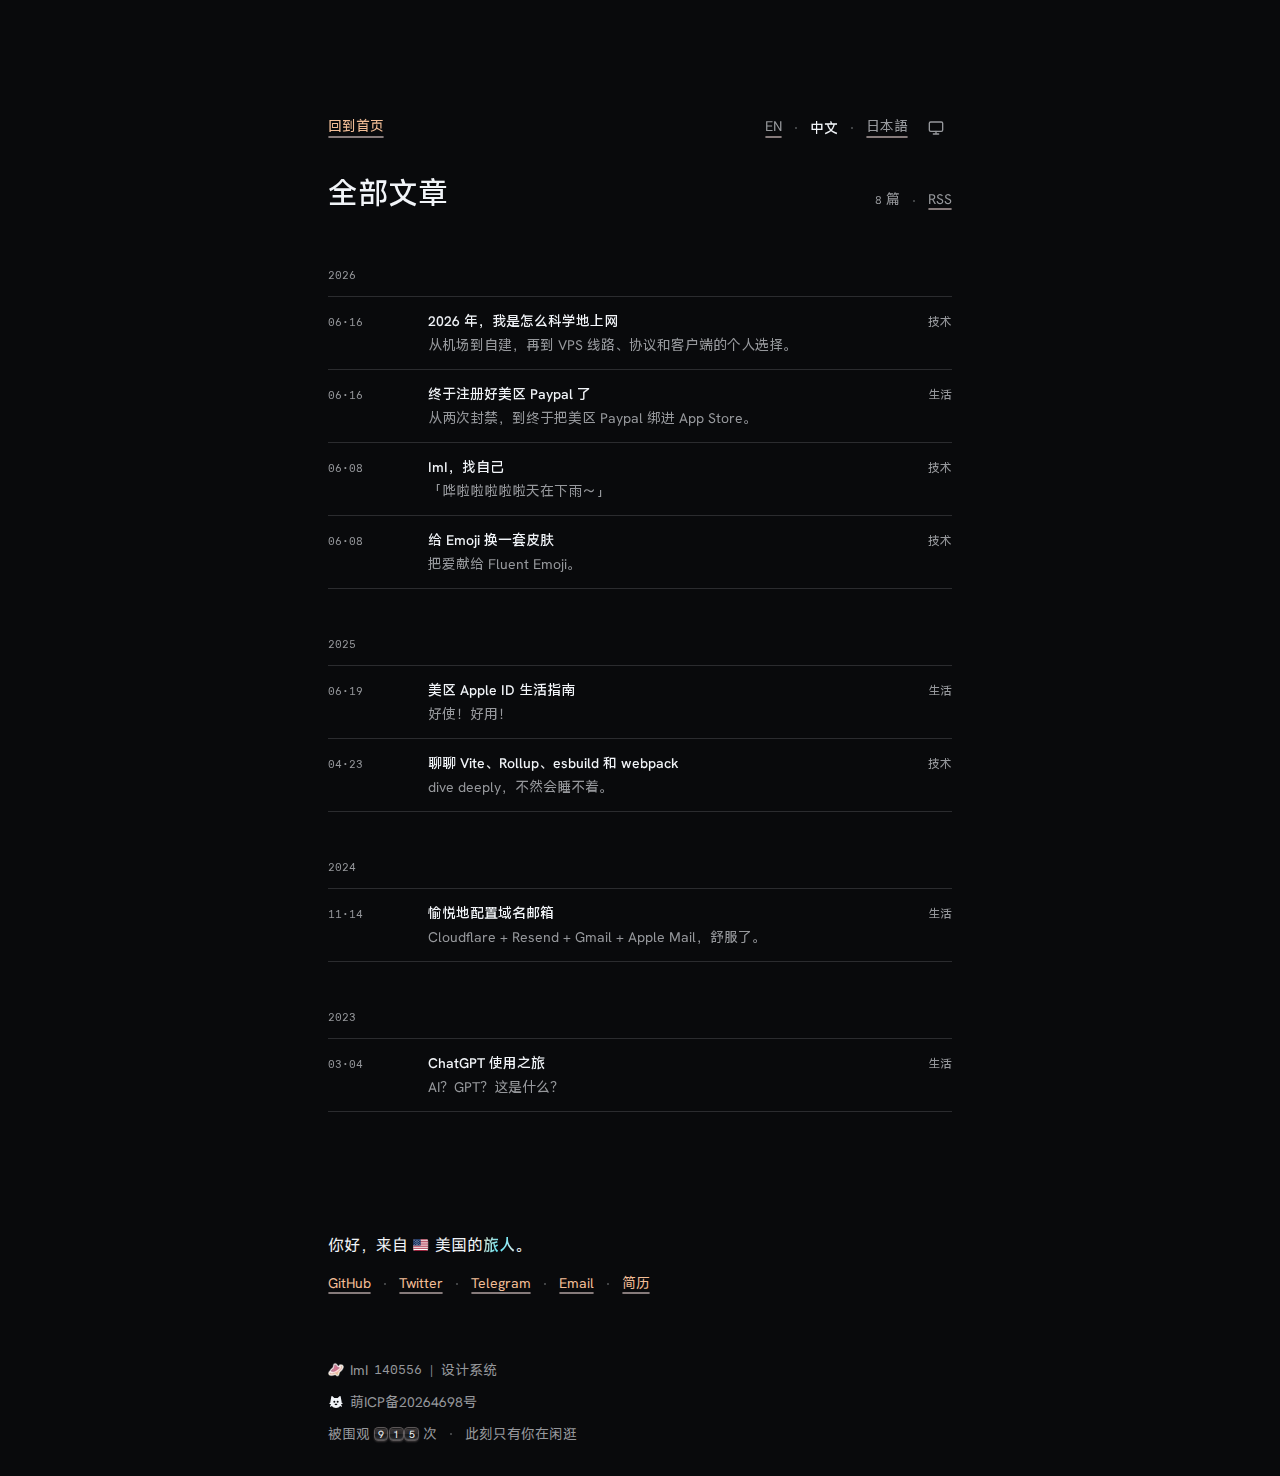 回到首页
EN · 中文 · 日本語
全部文章
8 篇 · RSS
2026
06·16 2026 年，我是怎么科学地上网 技术
从机场到自建，再到 VPS 线路、协议和客户端的个人选择。
06·16 终于注册好美区 Paypal 了 生活
从两次封禁，到终于把美区 Paypal 绑进 App Store。
06·08 ImI，找自己 技术
「哗啦啦啦啦啦天在下雨～」
06·08 给 Emoji 换一套皮肤 技术
把爱献给 Fluent Emoji。
2025
06·19 美区 Apple ID 生活指南 生活
好使！好用！
04·23 聊聊 Vite、Rollup、esbuild 和 webpack 技术
dive deeply，不然会睡不着。
2024
11·14 愉悦地配置域名邮箱 生活
Cloudflare + Resend + Gmail + Apple Mail，舒服了。
2023
03·04 ChatGPT 使用之旅 生活
AI？GPT？这是什么？
你好，来自 🇺🇸 美国的旅人。
GitHub · Twitter · Telegram · Email · 简历
ImI 140556 | 设计系统
萌ICP备20264698号
被围观 915 次 · 此刻只有你在闲逛